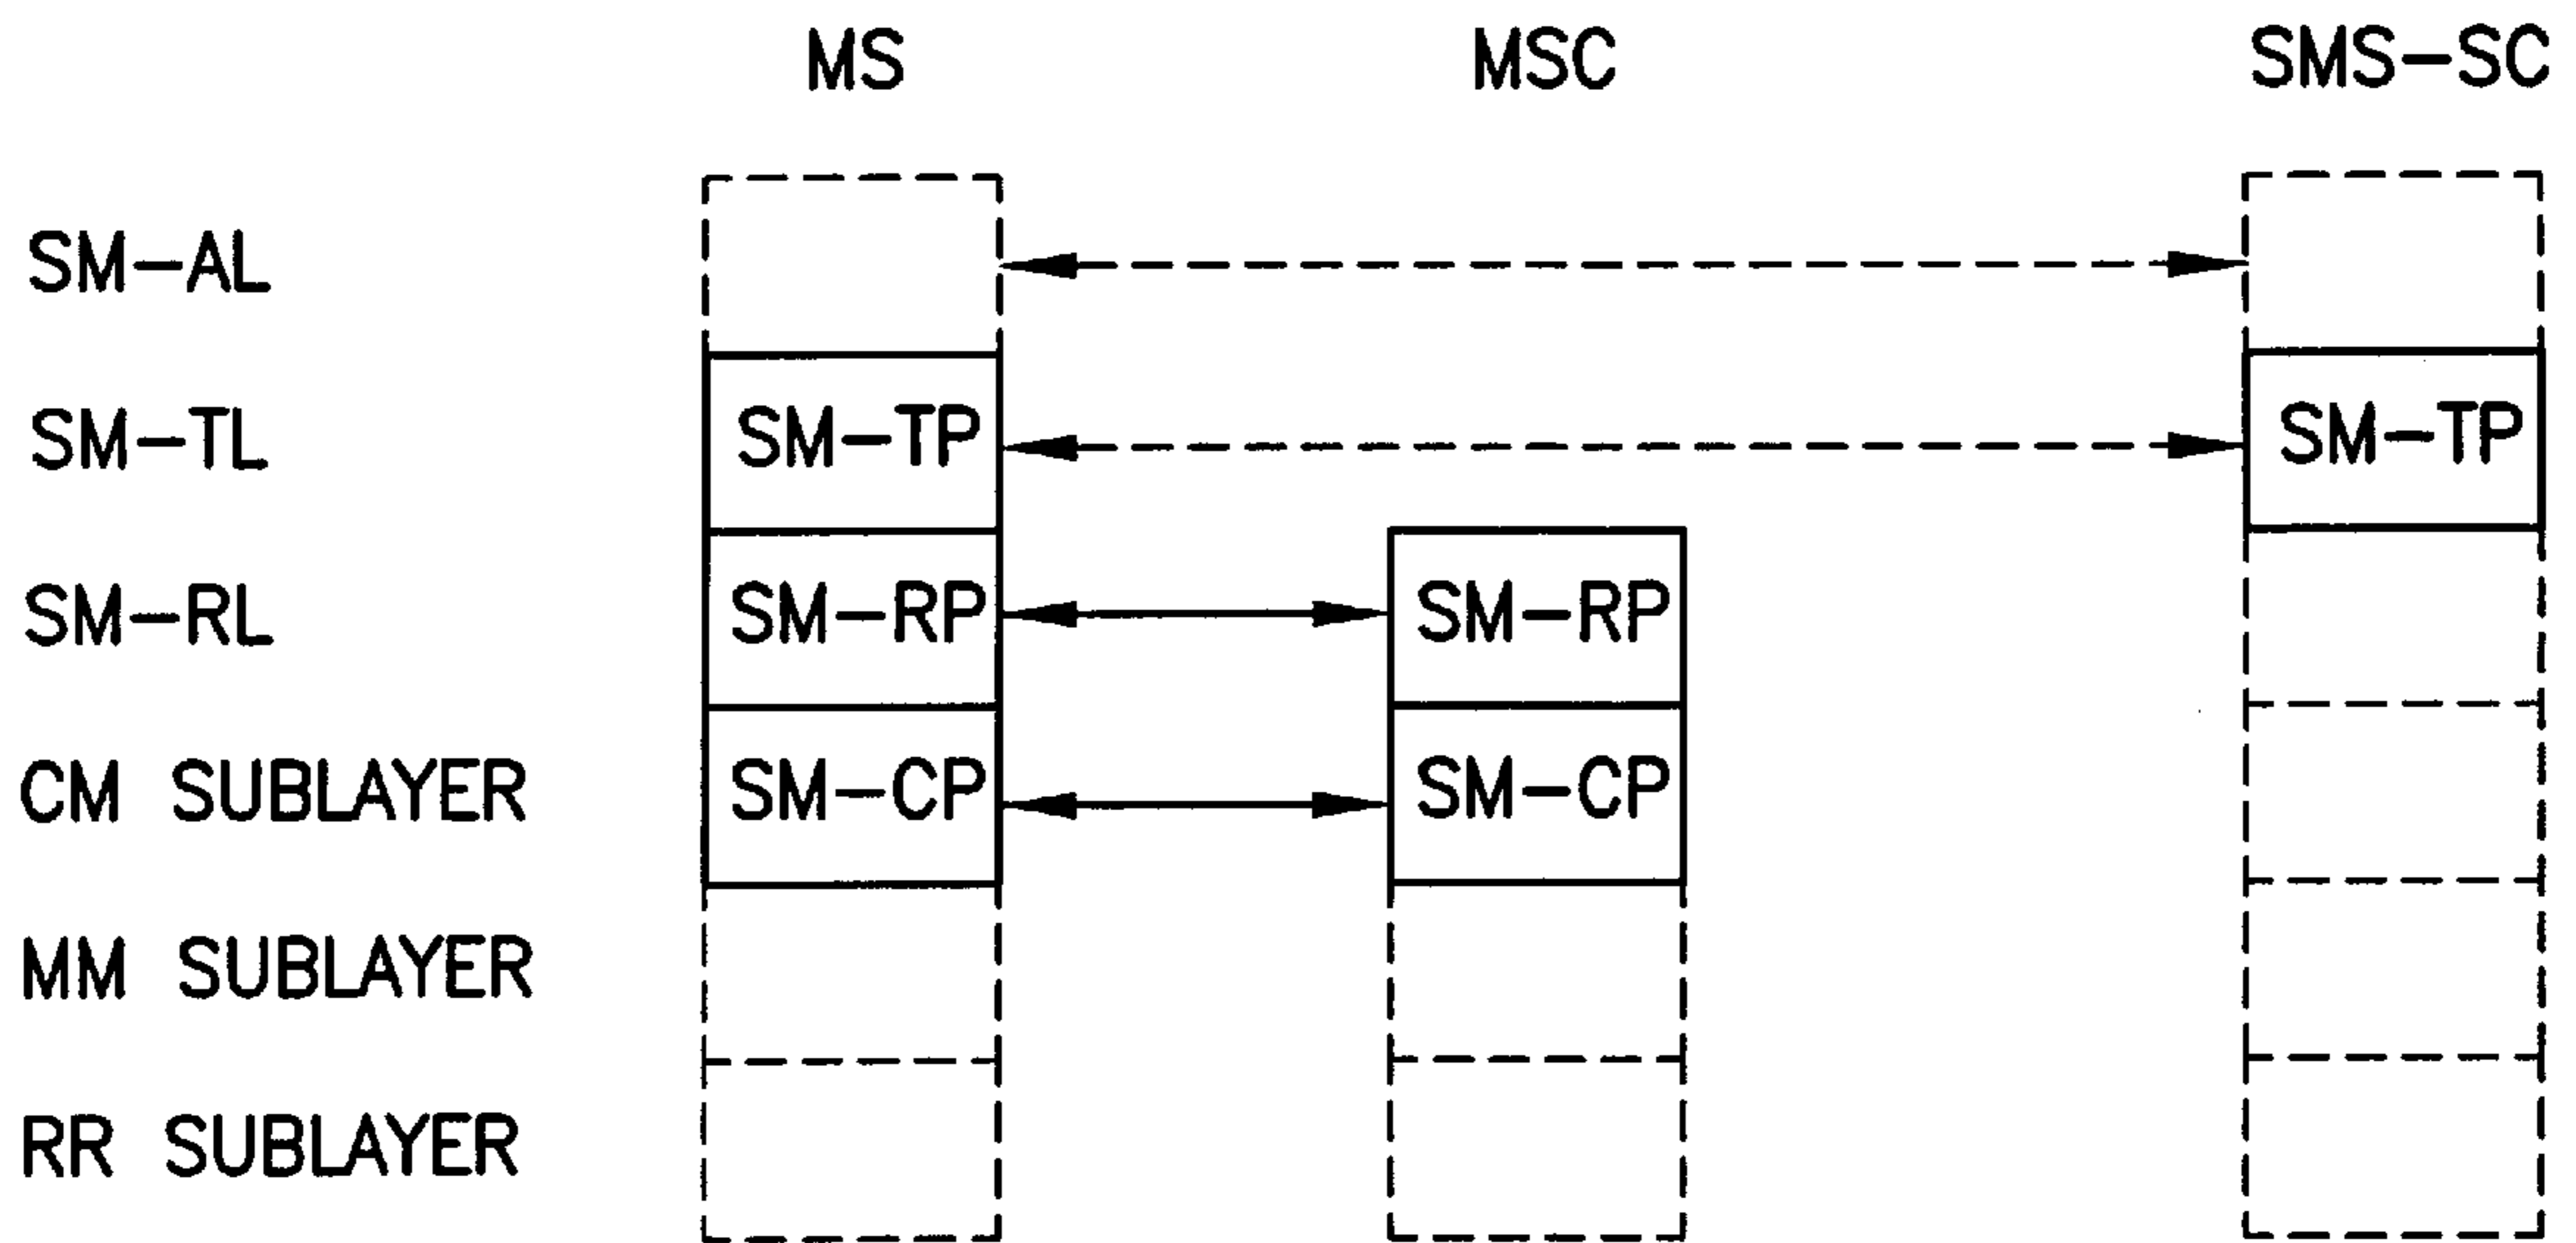 MS MSC SMS-SC
SM-AL
SM-TL SM-TP SM-TP
SM-RL SM-RP SM-RP
CM SUBLAYER SM-CP SM-CP
MM SUBLAYER
RR SUBLAYER